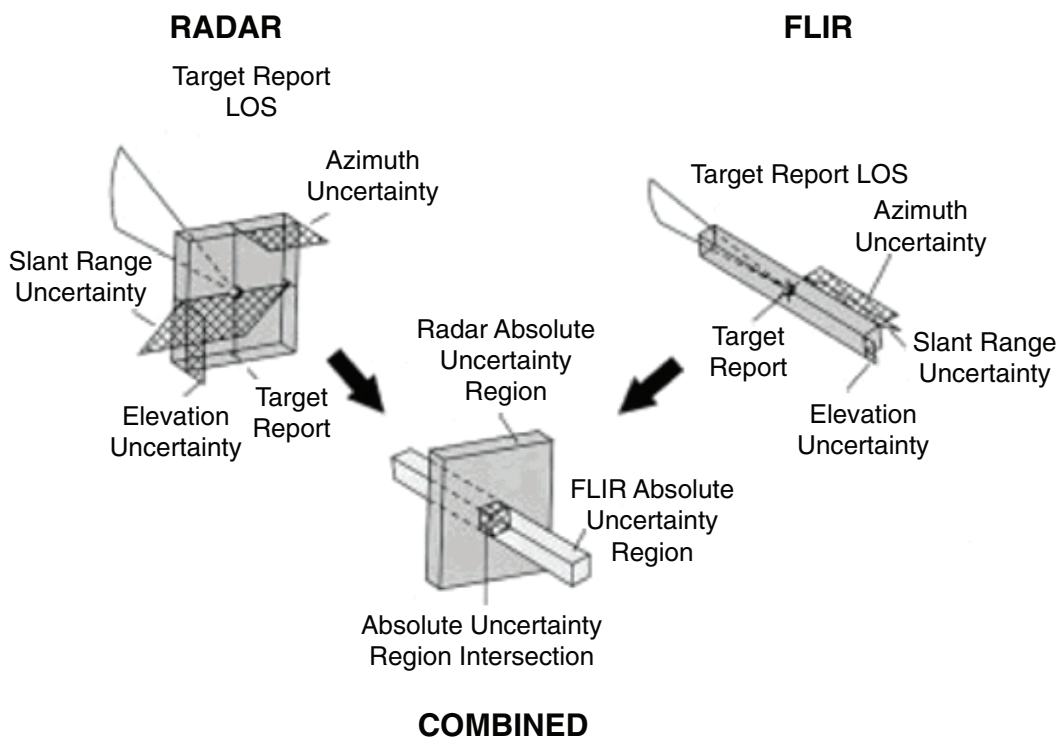 RADAR
Target Report
LOS
Azimuth
Uncertainty
Slant Range
Uncertainty
Elevation
Uncertainty
Target
Report
FLIR
Target Report LOS
Azimuth
Uncertainty
Target
Report
Slant Range
Uncertainty
Elevation
Uncertainty
Radar Absolute
Uncertainty
Region
FLIR Absolute
Uncertainty
Region
Absolute Uncertainty
Region Intersection
COMBINED